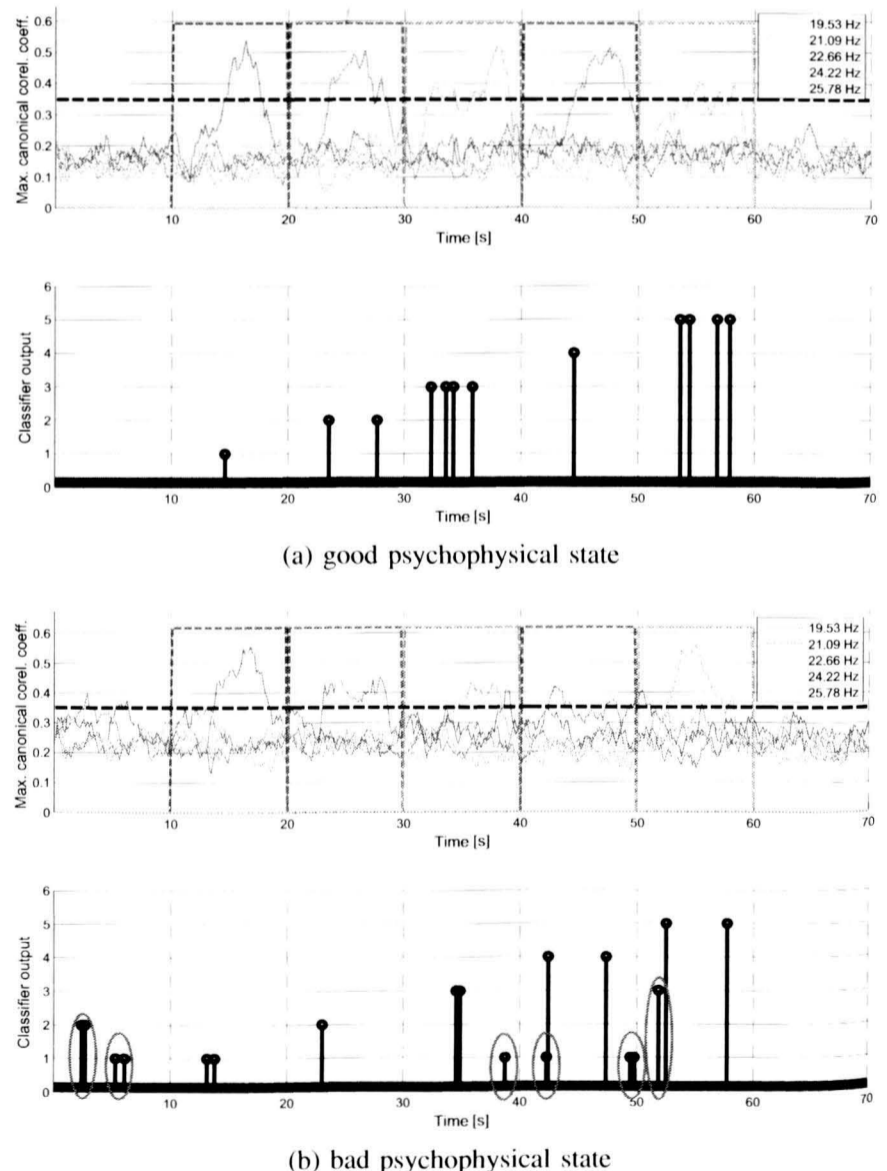 0.6
0.5
0.4
0.3
0.2
0.1
0
Max. canonical corel. coeff.
19.53 Hz
21.09 Hz
22.66 Hz
24.22 Hz
25.78 Hz
10 20 30 40 50 60 70
Time [s]
6
5
4
3
2
1
0
Classifier output
10 20 30 40 50 60 70
Time [s]
(a) good psychophysical state
0.6
0.5
0.4
0.3
0.2
0.1
0
Max. canonical corel. coeff.
19.53 Hz
21.09 Hz
22.66 Hz
24.22 Hz
25.78 Hz
10 20 30 40 50 60 70
Time [s]
6
5
4
3
2
1
0
Classifier output
10 20 30 40 50 60 70
Time [s]
(b) bad psychophysical state